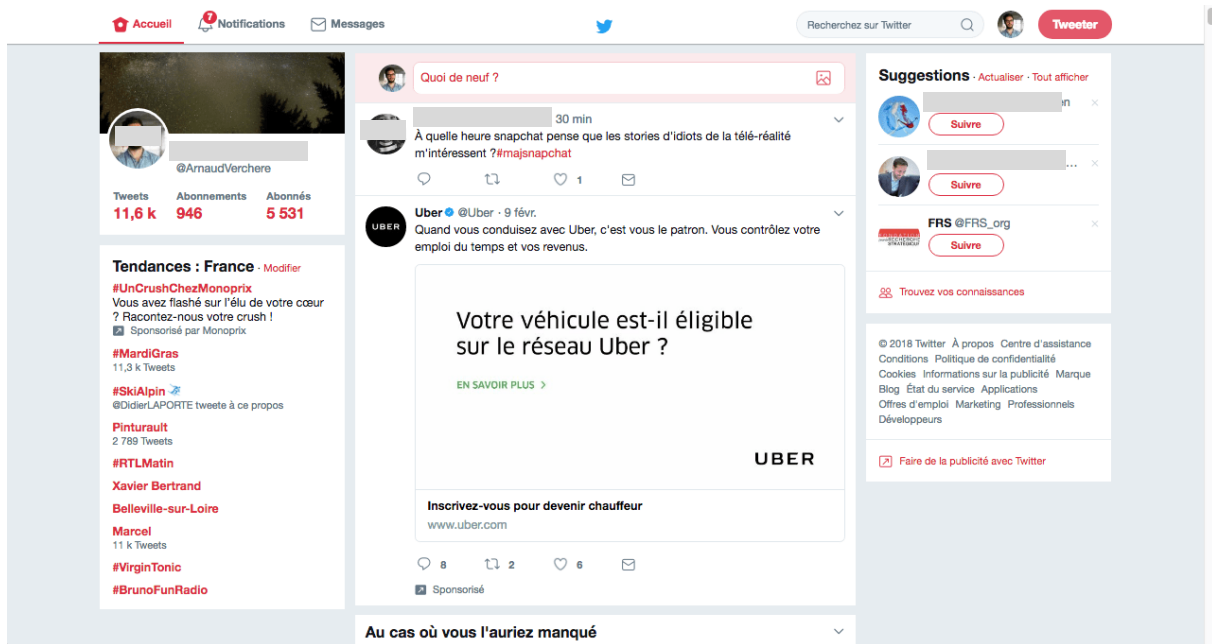 Accueil
7
Notifications
Messages
Recherchez sur Twitter
Tweeter
@ArnaudVerchere
Tweets Abonnements Abonnés
11,6 k 946 5 531
Tendances : France · Modifier
#UnCrushChezMonoprix
Vous avez flashé sur l'élu de votre cœur
? Racontez-nous votre crush !
Sponsorisé par Monoprix
#MardiGras
11,3 k Tweets
#SkiAlpin
@DidierLAPORTE tweete à ce propos
Pinturault
2 789 Tweets
#RTLMatin
Xavier Bertrand
Belleville-sur-Loire
Marcel
11 k Tweets
#VirginTonic
#BrunoFunRadio
Quoi de neuf ?
30 min
À quelle heure snapchat pense que les stories d'idiots de la télé-réalité
m'intéressent ?#majsnapchat
1
UBER
Uber @Uber · 9 févr.
Quand vous conduisez avec Uber, c'est vous le patron. Vous contrôlez votre
emploi du temps et vos revenus.
Votre véhicule est-il éligible
sur le réseau Uber ?
EN SAVOIR PLUS >
UBER
Inscrivez-vous pour devenir chauffeur
www.uber.com
8 2 6
Sponsorisé
Au cas où vous l'auriez manqué
Suggestions · Actualiser · Tout afficher
Suivre
...
Suivre
FRS @FRS_org
RECHERCHE
Suivre
Trouvez vos connaissances
© 2018 Twitter À propos Centre d'assistance
Conditions Politique de confidentialité
Cookies Informations sur la publicité Marque
Blog État du service Applications
Offres d'emploi Marketing Professionnels
Développeurs
Faire de la publicité avec Twitter